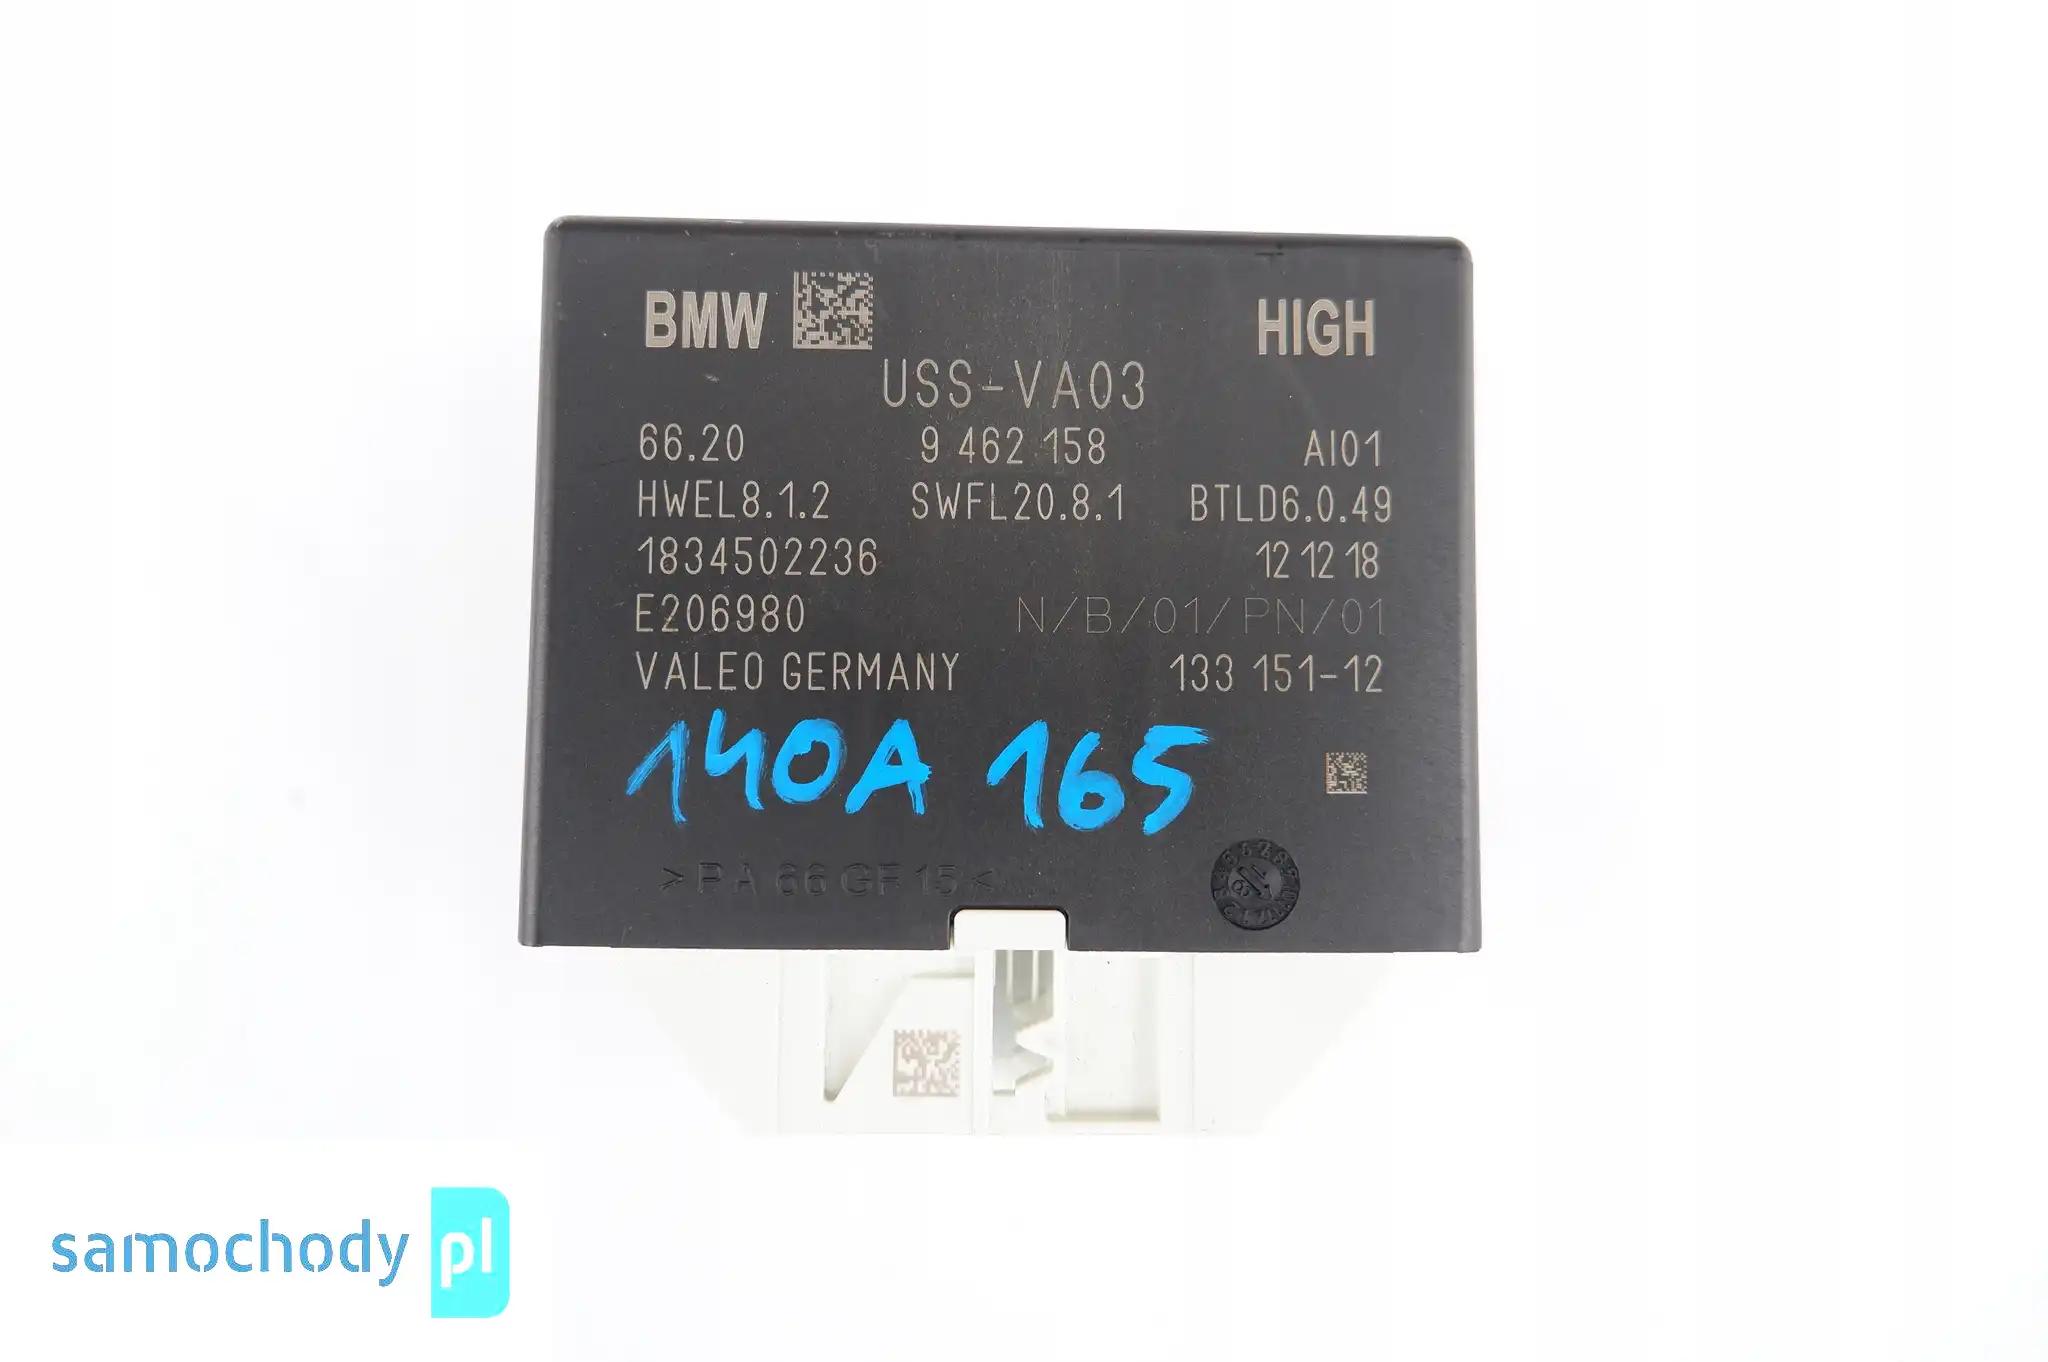 BMW HIGH
USS-VA03
66.20 9 462 158 AI01
HWEL8.1.2 SWFL20.8.1 BTLD6.0.49
1834502236 12 12 18
E206980 N/B/01/PN/01
VALEO GERMANY 133 151-12
140A 165
>PA 66 GF 15<
samochody pl